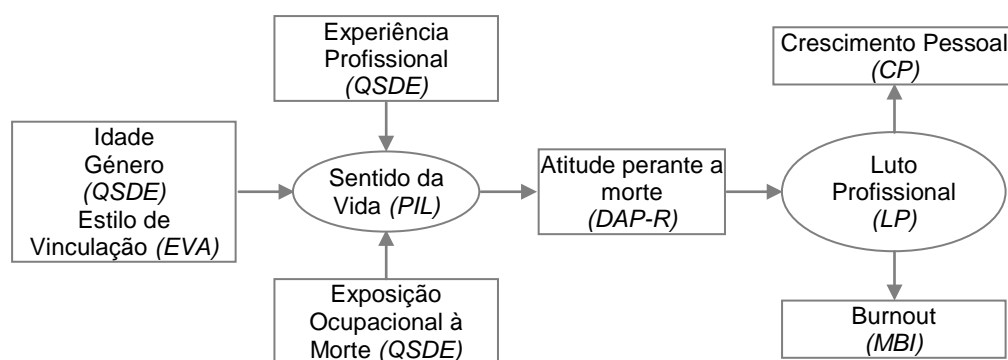 Experiência
Profissional
(QSDE)
Crescimento Pessoal
(CP)
Idade
Género
(QSDE)
Estilo de
Vinculação (EVA)
Sentido da
Vida (PIL)
Atitude perante a
morte
(DAP-R)
Luto
Profissional
(LP)
Exposição
Ocupacional à
Morte (QSDE)
Burnout
(MBI)